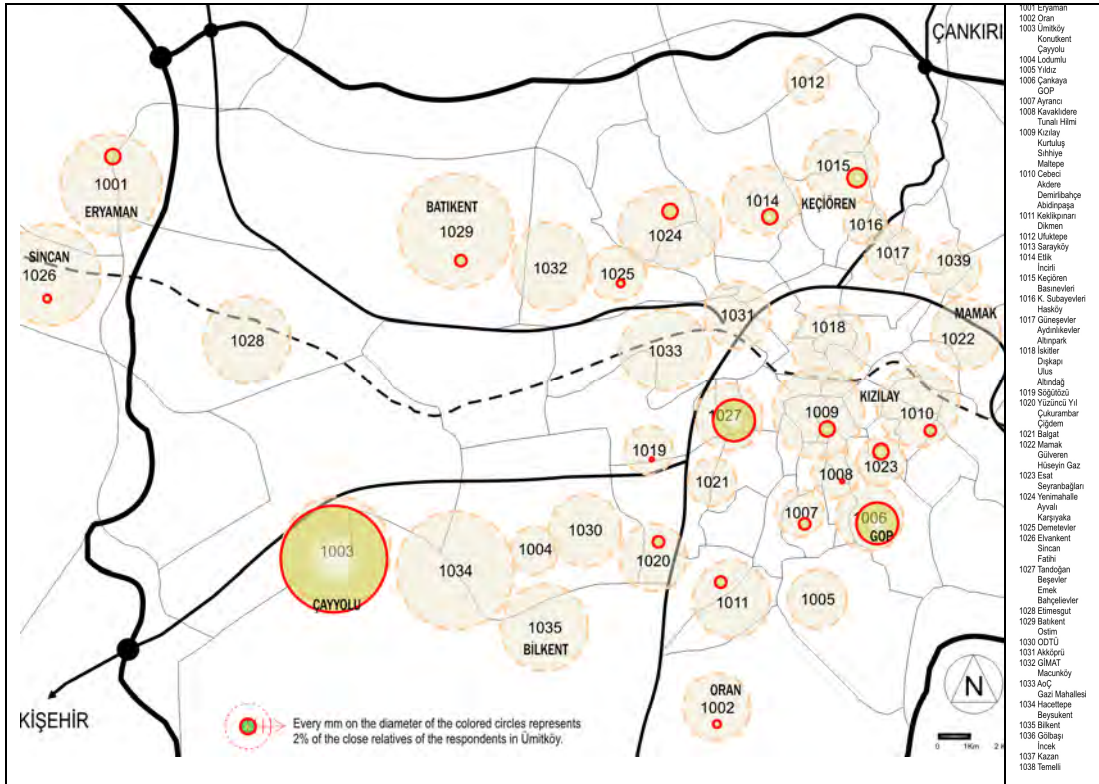 ÇANKIRI
1012
1015
1001
1014
KEÇİÖREN
ERYAMAN
BATIKENT
1029
1024
1016
SİNCAN
1026
1032
1025
1017
1039
1031
1018
MAMAK
1022
1028
1033
KIZILAY
1027
1009
1010
1019
1023
1021
1008
1007
1006
GOP
1003
1034
1004
1030
1020
ÇAYYOLU
1011
1005
1035
BİLKENT
ORAN
1002
N
KİŞEHİR
Every mm on the diameter of the colored circles represents
2% of the close relatives of the respondents in Ümitköy.
0 1Km 2 K
1001 Eryaman
1002 Oran
1003 Ümitköy
Konutkent
Çayyolu
1004 Lodumlu
1005 Yıldız
1006 Çankaya
GOP
1007 Ayrancı
1008 Kavaklıdere
Tunalı Hilmi
1009 Kızılay
Kurtuluş
Sıhhiye
Maltepe
1010 Cebeci
Akdere
Demirlibahçe
Abidinpaşa
1011 Keklikpınarı
Dikmen
1012 Ufuktepe
1013 Sarayköy
1014 Etlik
İncirli
1015 Keçiören
Basınevleri
1016 K. Subayevleri
Hasköy
1017 Güneşevler
Aydınlıkevler
Altınpark
1018 İskitler
Dışkapı
Ulus
Altındağ
1019 Söğütözü
1020 Yüzüncü Yıl
Çukurambar
Çiğdem
1021 Balgat
1022 Mamak
Gülveren
Hüseyin Gaz
1023 Esat
Seyranbağları
1024 Yenimahalle
Ayvalı
Karşıyaka
1025 Demetevler
1026 Elvankent
Sincan
Fatihi
1027 Tandoğan
Beşevler
Emek
Bahçelievler
1028 Etimesgut
1029 Batıkent
Ostim
1030 ODTÜ
1031 Akköprü
1032 GİMAT
Macunköy
1033 AoÇ
Gazi Mahallesi
1034 Hacettepe
Beysukent
1035 Bilkent
1036 Gölbaşı
İncek
1037 Kazan
1038 Temelli